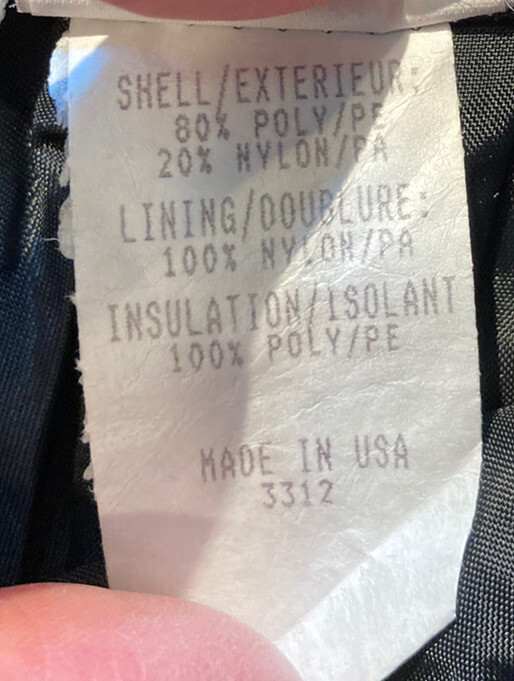 SHELL/EXTERIEUR:
80% POLY/PE
20% NYLON/PA
LINING/DOUBLURE:
100% NYLON/PA
INSULATION/ISOLANT
100% POLY/PE
MADE IN USA
3312